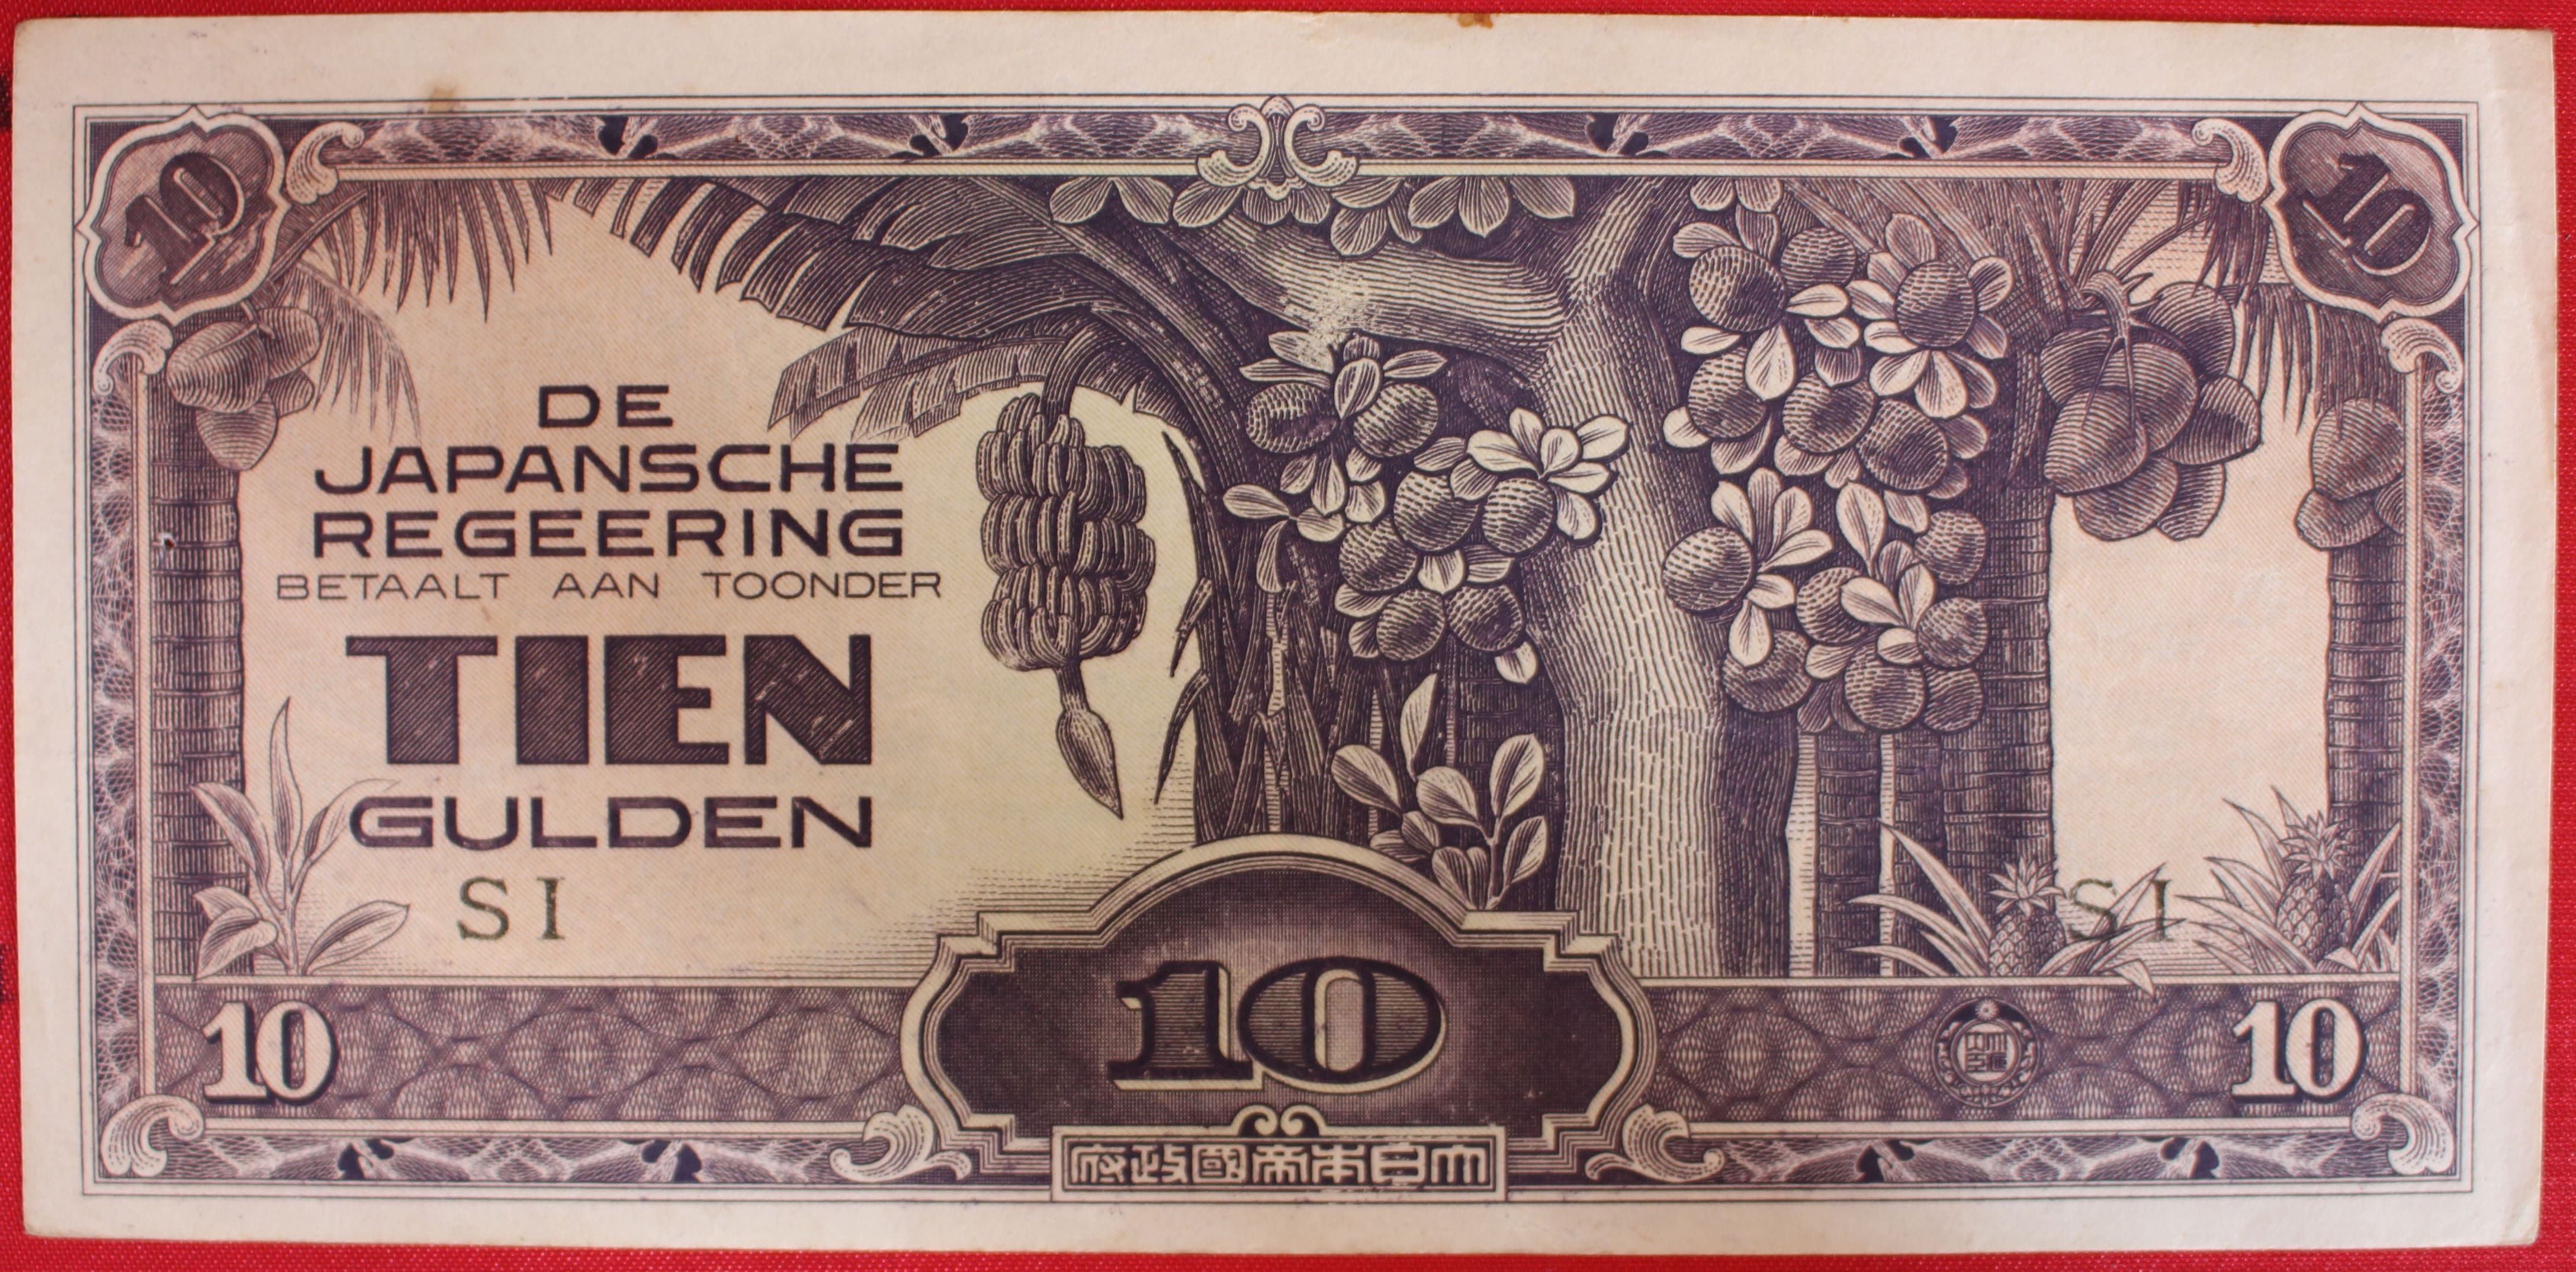 10
10
DE
JAPANSCHE
REGEERING
BETAALT AAN TOONDER
TIEN
GULDEN
SI
SI
10
10
10
府政國帝本日大